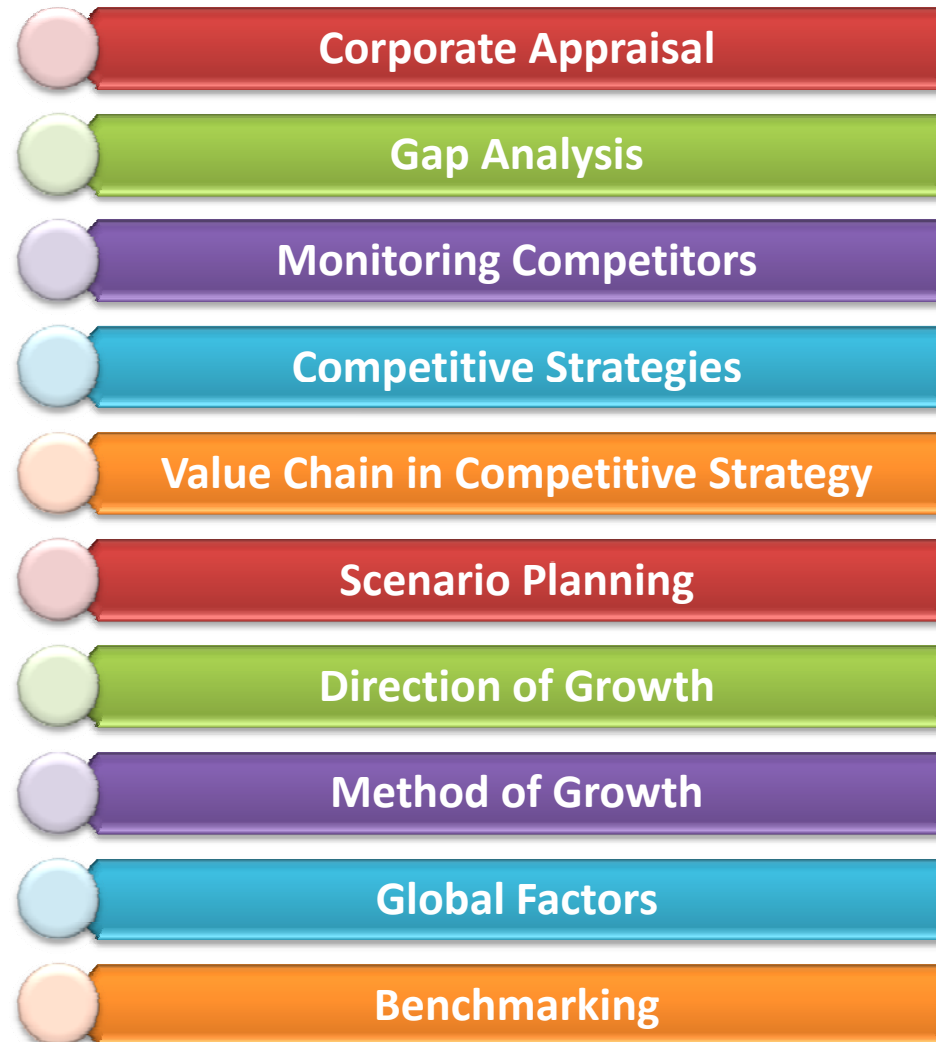 Corporate Appraisal
Gap Analysis
Monitoring Competitors
Competitive Strategies
Value Chain in Competitive Strategy
Scenario Planning
Direction of Growth
Method of Growth
Global Factors
Benchmarking